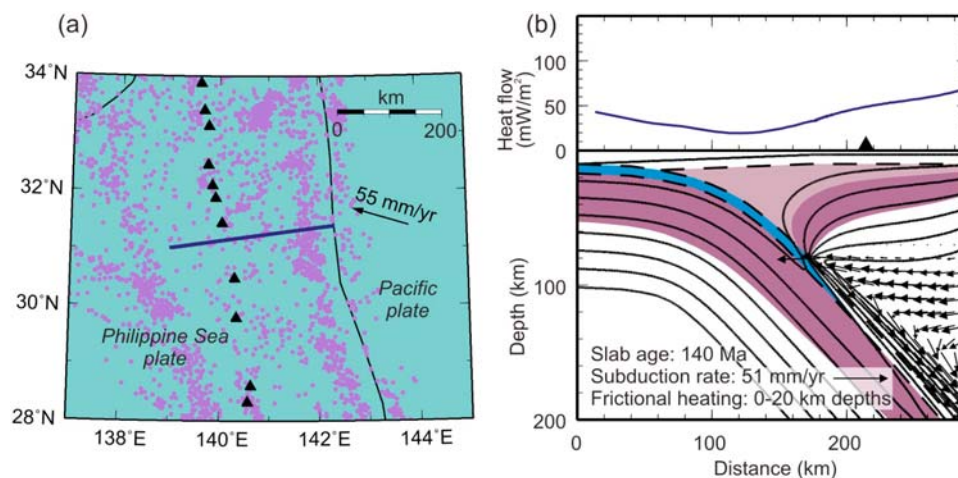 (a)
34˚N
32˚N
30˚N
28˚N
138˚E
140˚E
142˚E
144˚E
km
0
200
55 mm/yr
Pacific
plate
Philippine Sea
plate
(b)
Heat flow
(mW/m²)
100
50
0
0
100
200
Depth (km)
Slab age: 140 Ma
Subduction rate: 51 mm/yr
Frictional heating: 0-20 km depths
0
100
200
Distance (km)